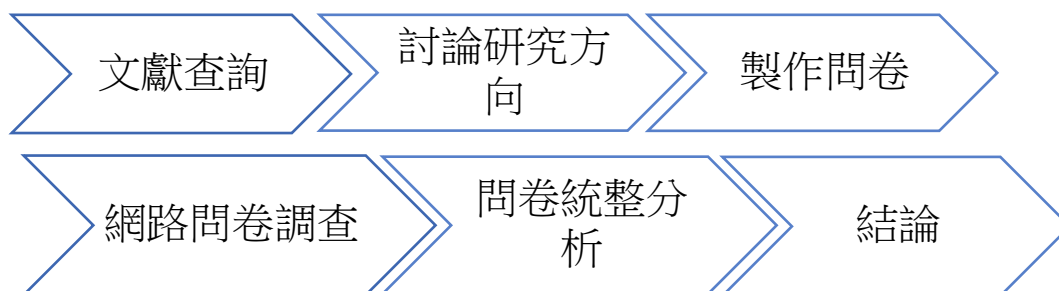 文獻查詢
討論研究方
向
製作問卷
網路問卷調查
問卷統整分
析
結論